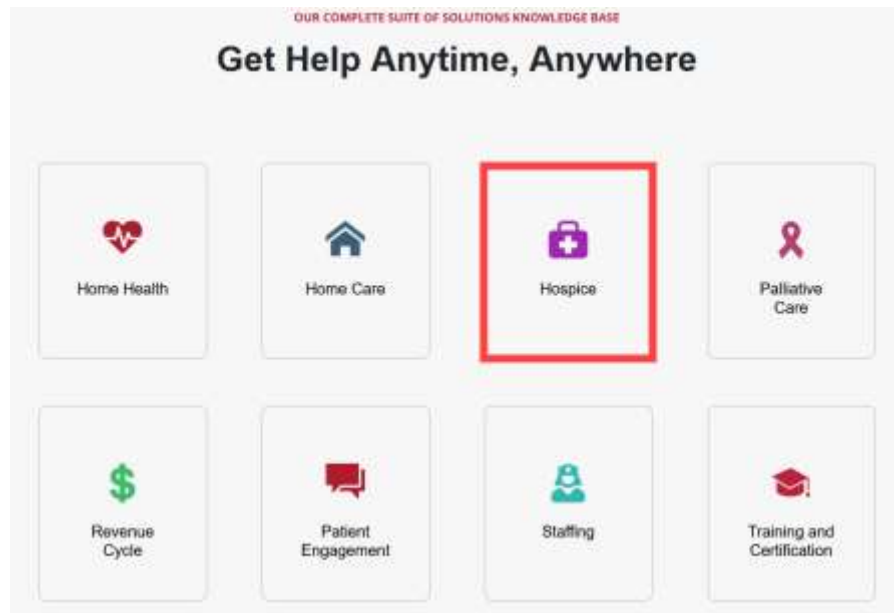 OUR COMPLETE SUITE OF SOLUTIONS KNOWLEDGE BASE
Get Help Anytime, Anywhere
Home Health
Home Care
Hospice
Palliative
Care
Revenue
Cycle
Patient
Engagement
Staffing
Training and
Certification